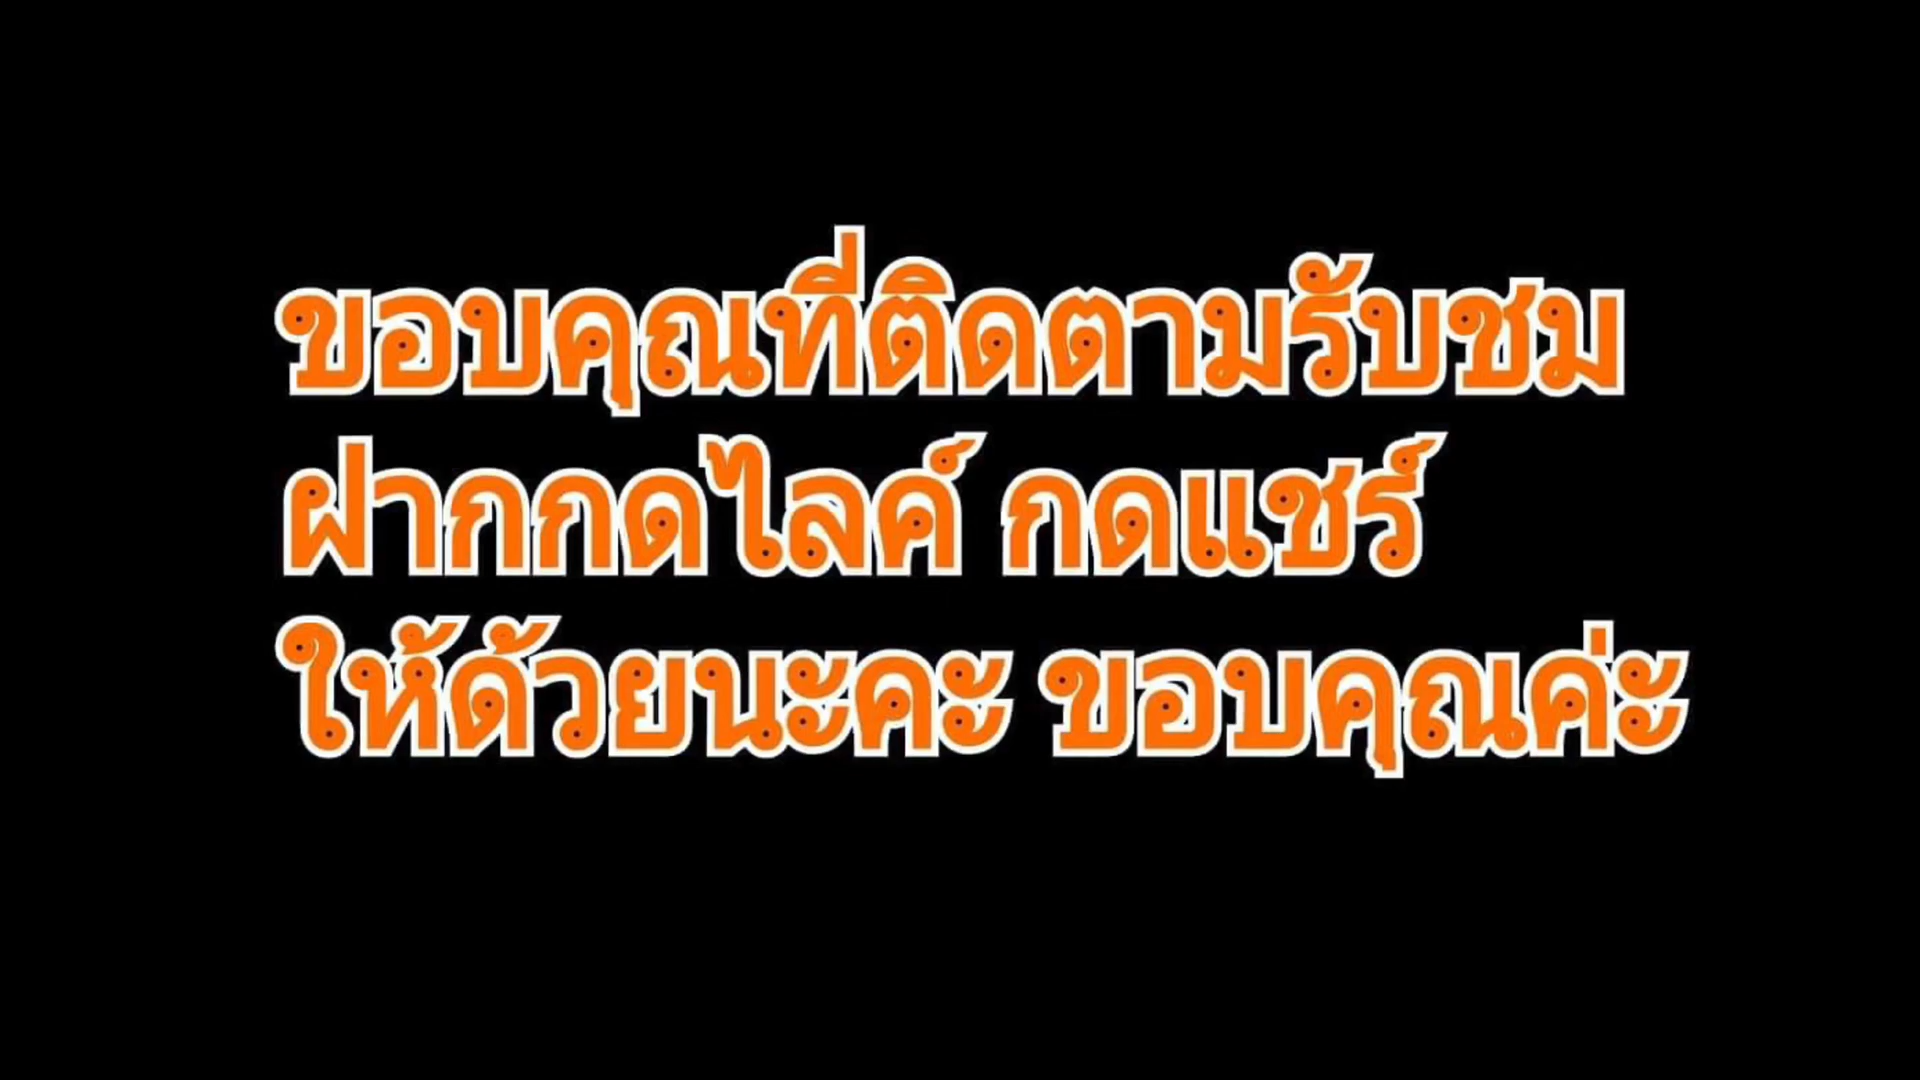 ขอบคุณที่ติดตามรับชม
ฝากกดไลค์ กดแชร์
ให้ด้วยนะคะ ขอบคุณค่ะ